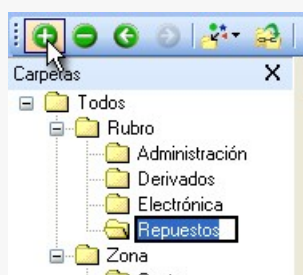 Carpetas
Todos
Rubro
Administración
Derivados
Electrónica
Repuestos
Zona